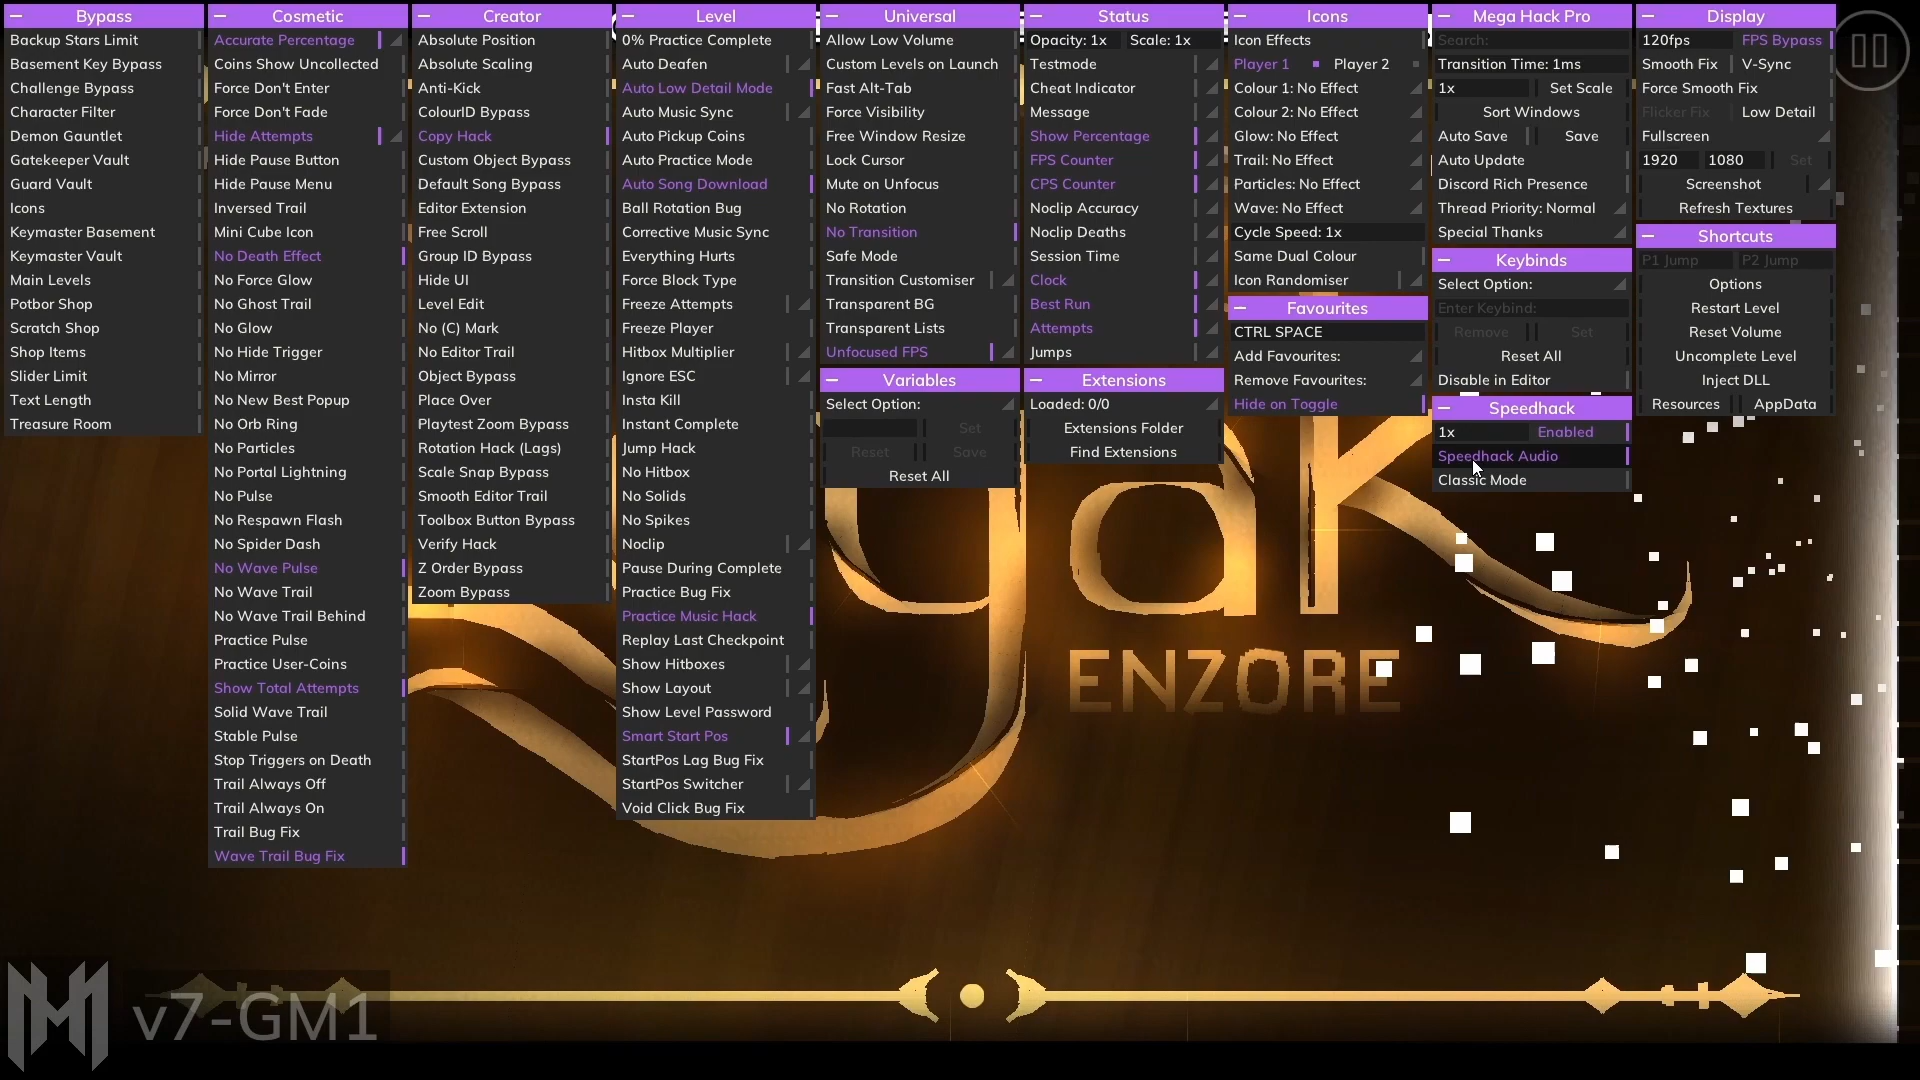 Bypass
Backup Stars Limit
Basement Key Bypass
Challenge Bypass
Character Filter
Demon Gauntlet
Gatekeeper Vault
Guard Vault
Icons
Keymaster Basement
Keymaster Vault
Main Levels
Potbor Shop
Scratch Shop
Shop Items
Slider Limit
Text Length
Treasure Room
Cosmetic
Accurate Percentage
Coins Show Uncollected
Force Don't Enter
Force Don't Fade
Hide Attempts
Hide Pause Button
Hide Pause Menu
Inversed Trail
Mini Cube Icon
No Death Effect
No Force Glow
No Ghost Trail
No Glow
No Hide Trigger
No Mirror
No New Best Popup
No Orb Ring
No Particles
No Portal Lightning
No Pulse
No Respawn Flash
No Spider Dash
No Wave Pulse
No Wave Trail
No Wave Trail Behind
Practice Pulse
Practice User-Coins
Show Total Attempts
Solid Wave Trail
Stable Pulse
Stop Triggers on Death
Trail Always Off
Trail Always On
Trail Bug Fix
Wave Trail Bug Fix
Creator
Absolute Position
Absolute Scaling
Anti-Kick
ColourID Bypass
Copy Hack
Custom Object Bypass
Default Song Bypass
Editor Extension
Free Scroll
Group ID Bypass
Hide UI
Level Edit
No (C) Mark
No Editor Trail
Object Bypass
Place Over
Playtest Zoom Bypass
Rotation Hack (Lags)
Scale Snap Bypass
Smooth Editor Trail
Toolbox Button Bypass
Verify Hack
Z Order Bypass
Zoom Bypass
Level
0% Practice Complete
Auto Deafen
Auto Low Detail Mode
Auto Music Sync
Auto Pickup Coins
Auto Practice Mode
Auto Song Download
Ball Rotation Bug
Corrective Music Sync
Everything Hurts
Force Block Type
Freeze Attempts
Freeze Player
Hitbox Multiplier
Ignore ESC
Insta Kill
Instant Complete
Jump Hack
No Hitbox
No Solids
No Spikes
Noclip
Pause During Complete
Practice Bug Fix
Practice Music Hack
Replay Last Checkpoint
Show Hitboxes
Show Layout
Show Level Password
Smart Start Pos
StartPos Lag Bug Fix
StartPos Switcher
Void Click Bug Fix
Universal
Allow Low Volume
Custom Levels on Launch
Fast Alt-Tab
Force Visibility
Free Window Resize
Lock Cursor
Mute on Unfocus
No Rotation
No Transition
Safe Mode
Transition Customiser
Transparent BG
Transparent Lists
Unfocused FPS
Variables
Select Option:
Set
Reset Save
Reset All
Status
Opacity: 1x Scale: 1x
Testmode
Cheat Indicator
Message
Show Percentage
FPS Counter
CPS Counter
Noclip Accuracy
Noclip Deaths
Session Time
Clock
Best Run
Attempts
Jumps
Extensions
Loaded: 0/0
Extensions Folder
Find Extensions
Icons
Icon Effects
Player 1 Player 2
Colour 1: No Effect
Colour 2: No Effect
Glow: No Effect
Trail: No Effect
Particles: No Effect
Wave: No Effect
Cycle Speed: 1x
Same Dual Colour
Icon Randomiser
Favourites
CTRL SPACE
Add Favourites:
Remove Favourites:
Hide on Toggle
Mega Hack Pro
Search:
Transition Time: 1ms
1x Set Scale
Sort Windows
Auto Save Save
Auto Update
Discord Rich Presence
Thread Priority: Normal
Special Thanks
Keybinds
Select Option:
Enter Keybind:
Remove Set
Reset All
Disable in Editor
Speedhack
1x Enabled
Speedhack Audio
Classic Mode
Display
120fps FPS Bypass
Smooth Fix V-Sync
Force Smooth Fix
Flicker Fix Low Detail
Fullscreen
1920 1080 Set
Screenshot
Refresh Textures
Shortcuts
P1 Jump P2 Jump
Options
Restart Level
Reset Volume
Uncomplete Level
Inject DLL
Resources AppData
ENZORE
v7-GM1